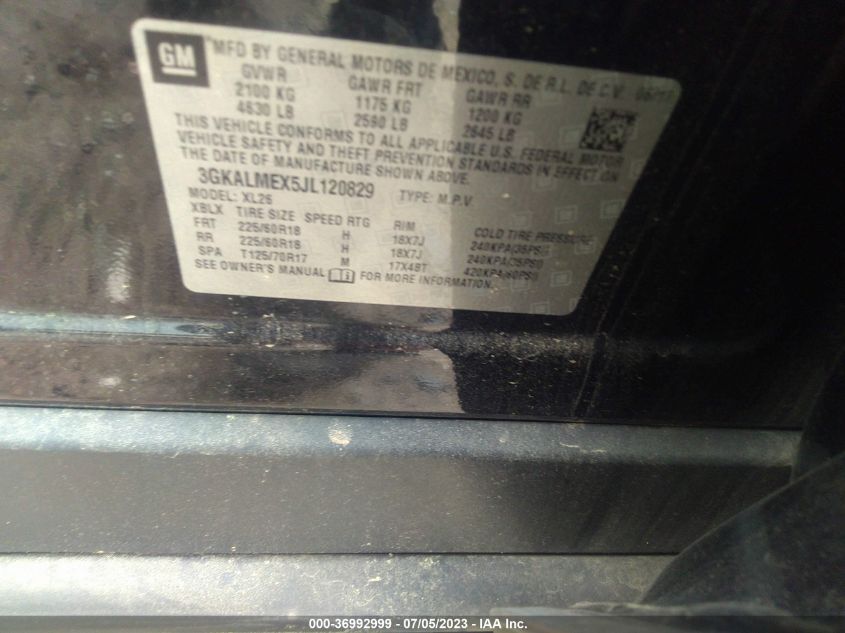 GM
MFD BY GENERAL MOTORS DE MEXICO, S. DE R.L. DE C.V.
GVWR GAWR FRT GAWR RR
2100 KG 1175 KG 1200 KG
4630 LB 2590 LB 2645 LB
THIS VEHICLE CONFORMS TO ALL APPLICABLE U.S. FEDERAL MOTOR
VEHICLE SAFETY AND THEFT PREVENTION STANDARDS IN EFFECT ON
THE DATE OF MANUFACTURE SHOWN ABOVE.
3GKALMEX5JL120829 TYPE: M.P.V.
MODEL: XL26
XBLX TIRE SIZE SPEED RTG RIM COLD TIRE PRESSURE
FRT 225/60R18 H 18X7J 240KPA(35PSI)
RR 225/60R18 H 18X7J 240KPA(35PSI)
SPA T125/70R17 M 17X4BT 420KPA(60PSI)
SEE OWNER'S MANUAL FOR MORE INFORMATION.
000-36992999 / 07/05/2023 - IAA Inc.